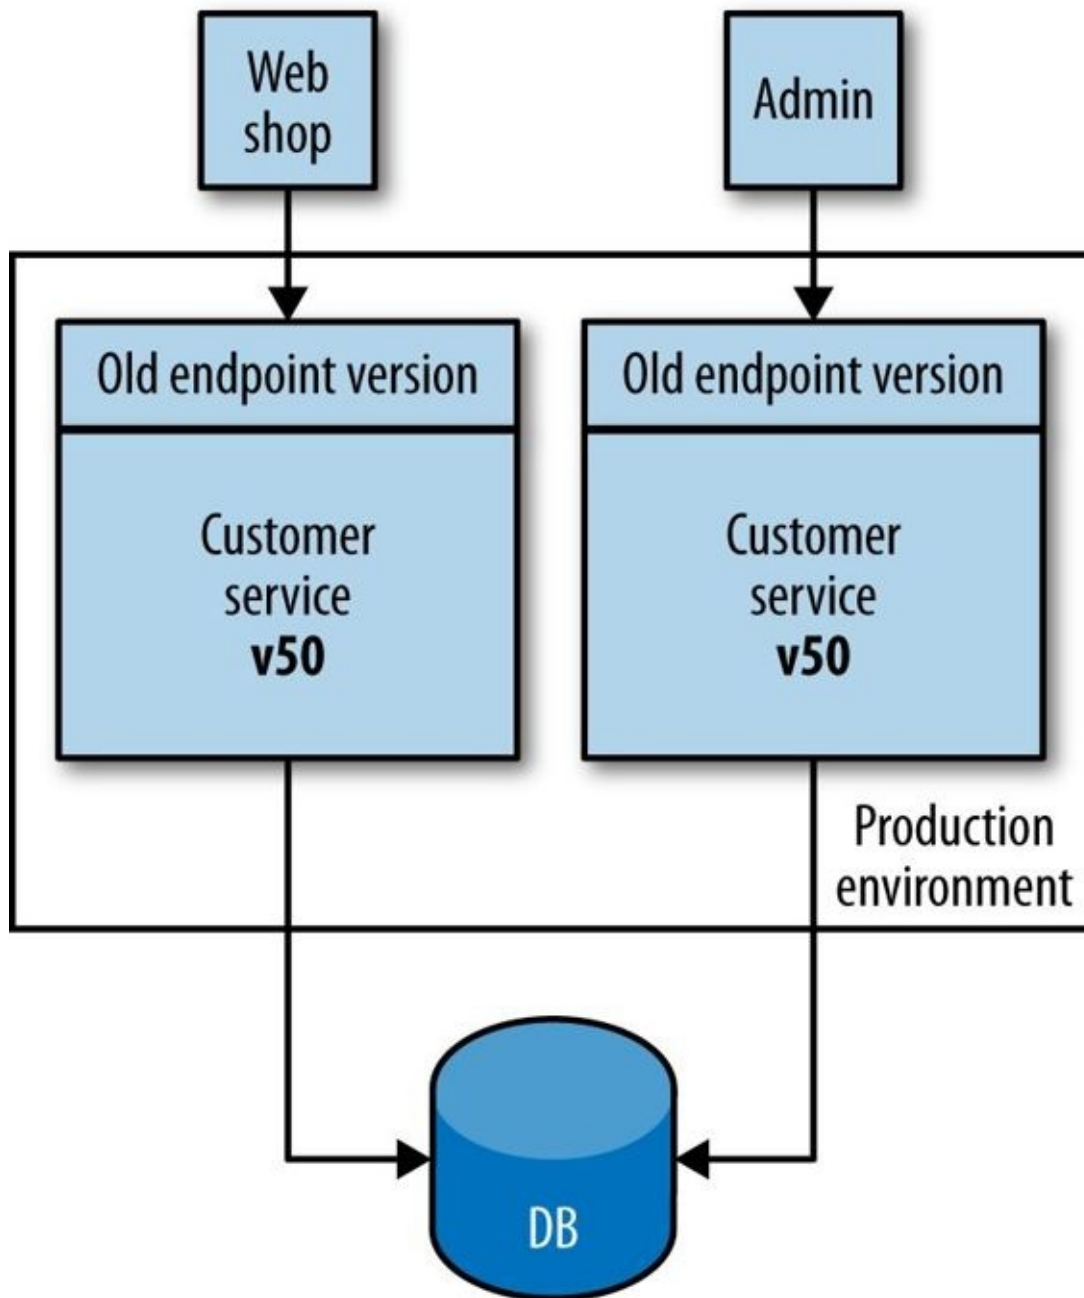 Web
shop
Admin
Old endpoint version
Customer
service
v50
Old endpoint version
Customer
service
v50
Production
environment
DB